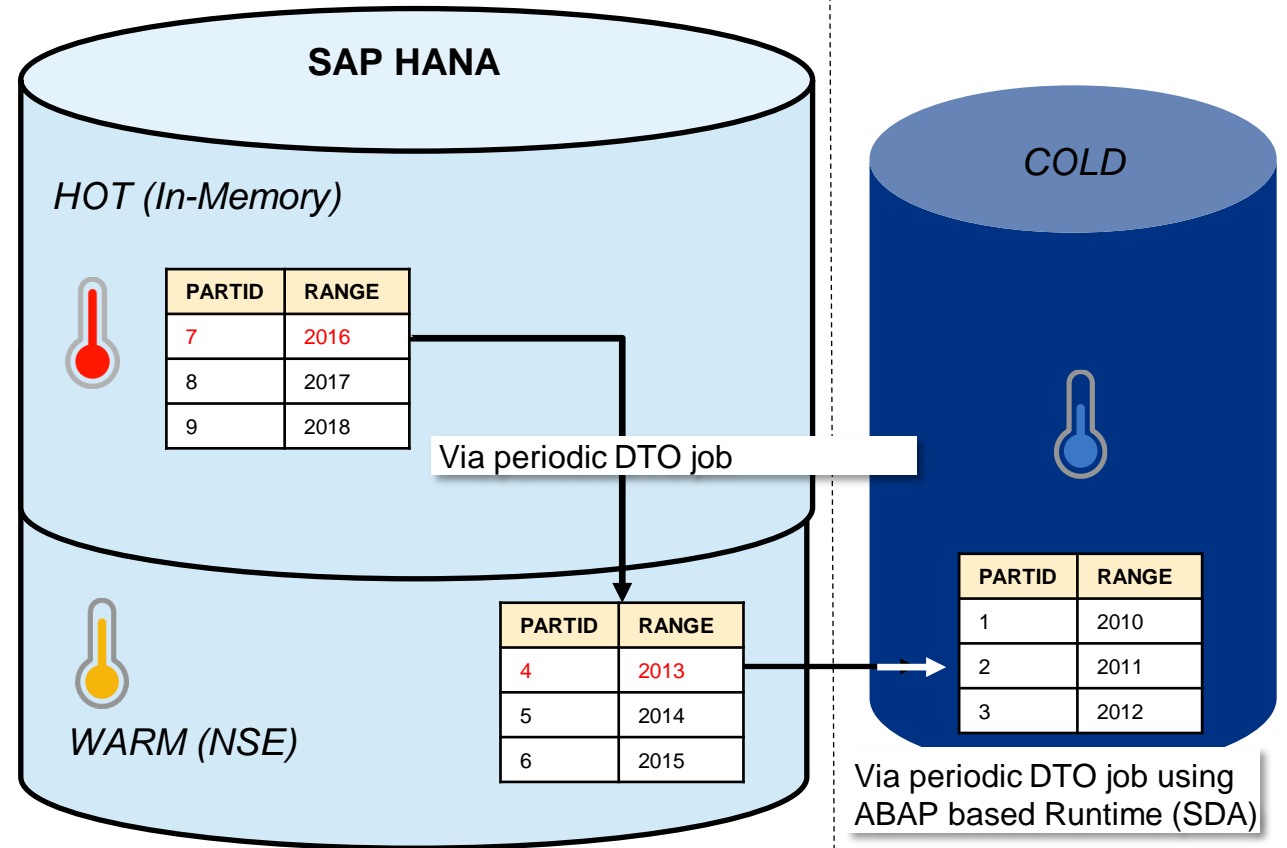 SAP HANA
HOT (In-Memory)
PARTID RANGE
7 2016
8 2017
9 2018
Via periodic DTO job
WARM (NSE)
PARTID RANGE
4 2013
5 2014
6 2015
COLD
PARTID RANGE
1 2010
2 2011
3 2012
Via periodic DTO job using
ABAP based Runtime (SDA)